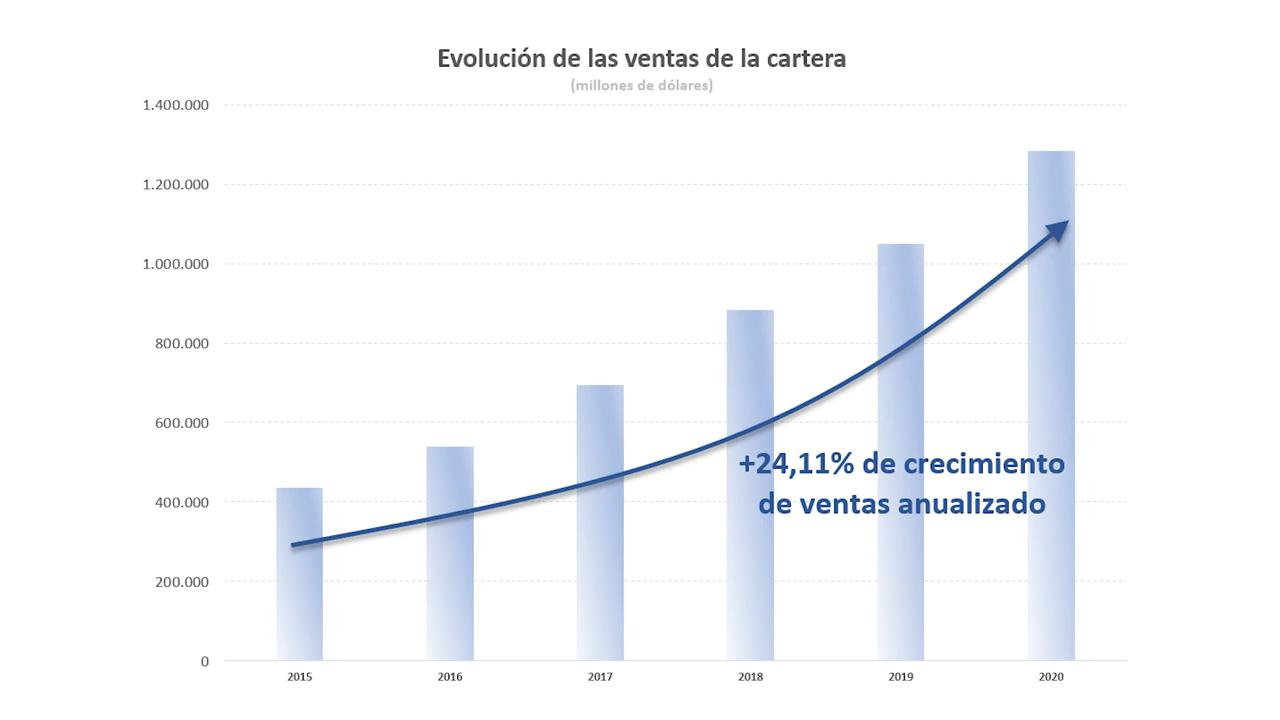 Evolución de las ventas de la cartera
(millones de dólares)
1.400.000
1.200.000
1.000.000
800.000
600.000
400.000
200.000
0
+24,11% de crecimiento
de ventas anualizado
2015 2016 2017 2018 2019 2020